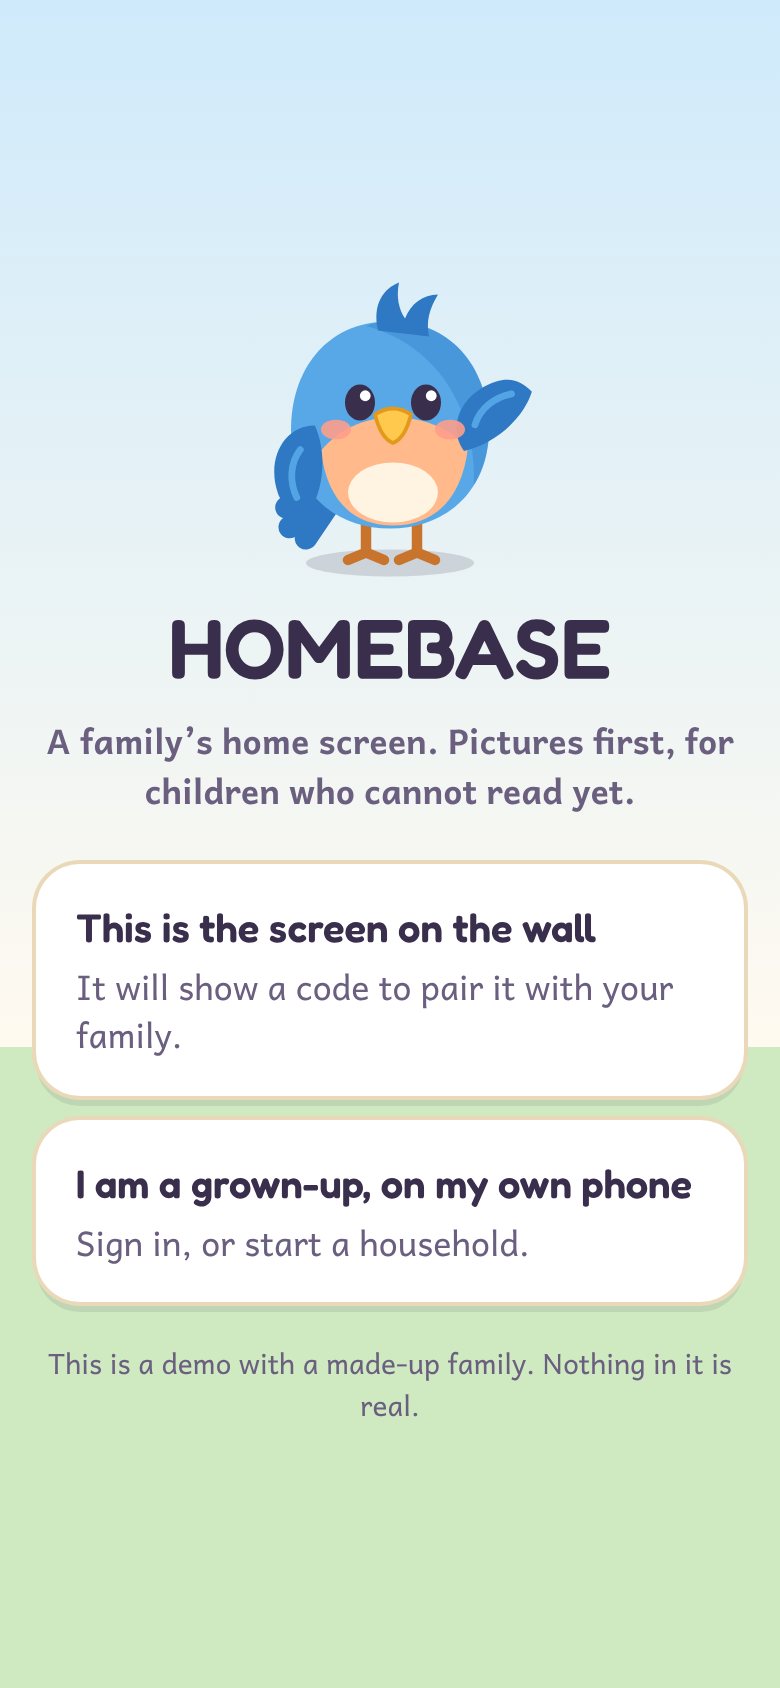 HOMEBASE
A family’s home screen. Pictures first, for
children who cannot read yet.
This is the screen on the wall
It will show a code to pair it with your
family.
I am a grown-up, on my own phone
Sign in, or start a household.
This is a demo with a made-up family. Nothing in it is
real.